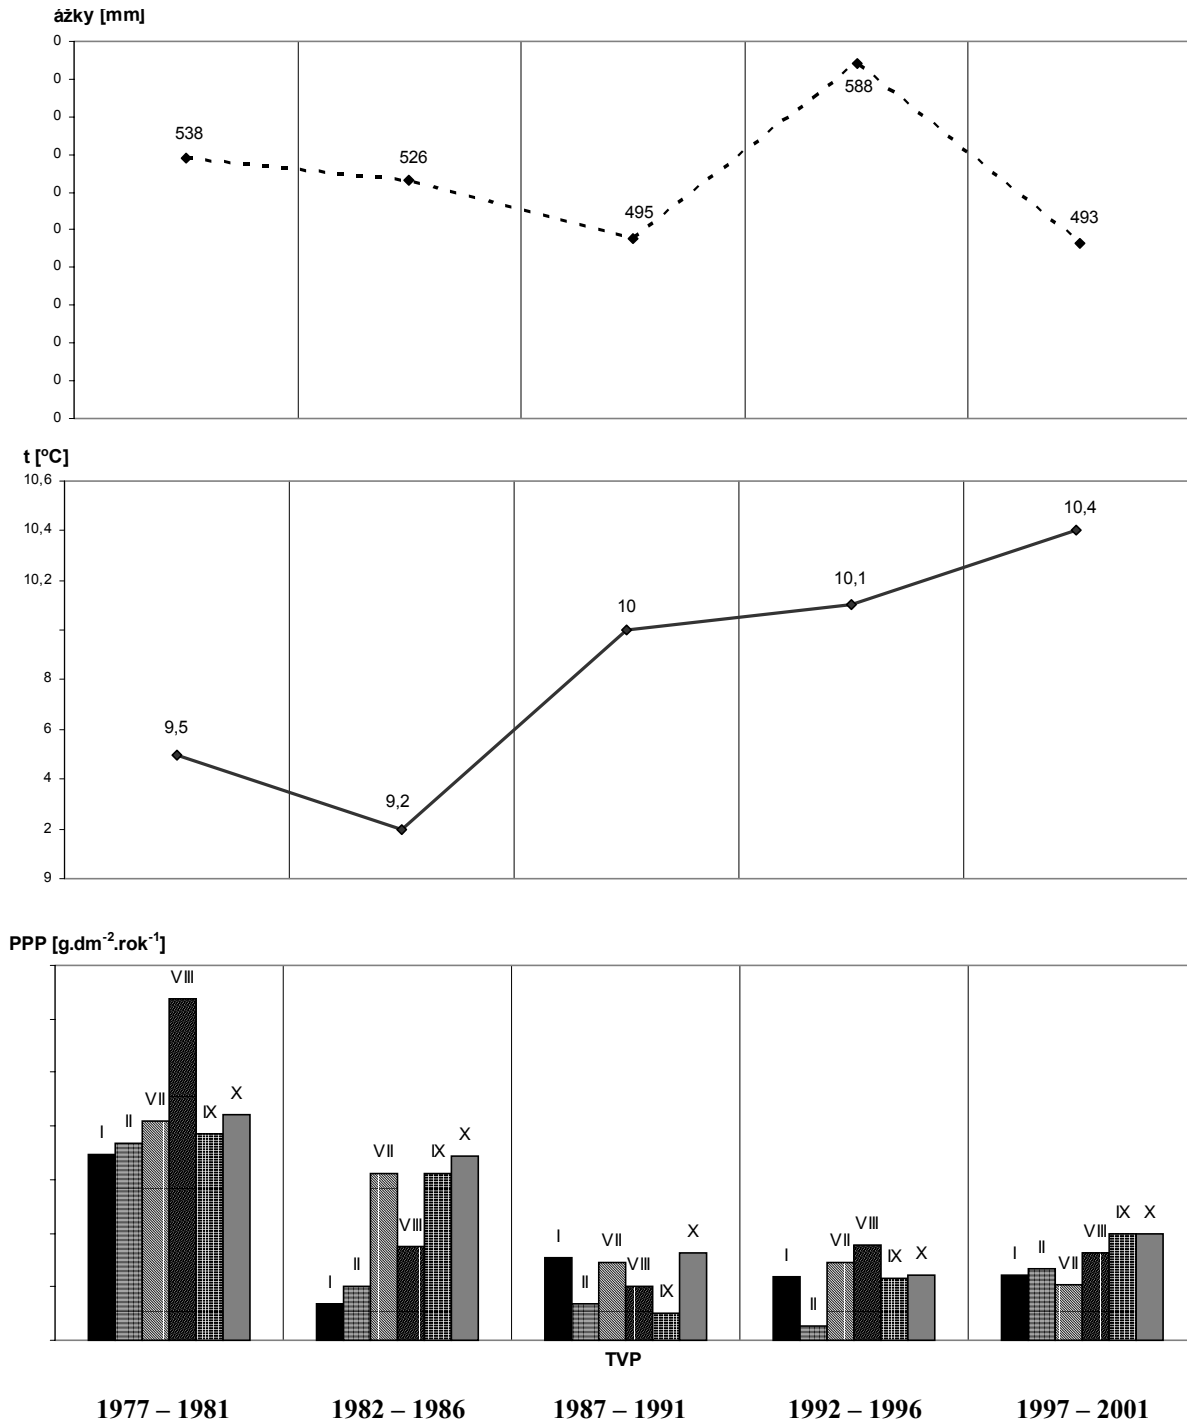 ážky [mm]
0
0
0
538
588
0
526
0
495
493
0
0
0
0
0
0
t [ºC]
10,6
10,4
10,4
10,2
10,1
10
8
6
9,5
4
9,2
2
9
PPP [g.dm⁻².rok⁻¹]
I II VII VIII IX X
I II VII VIII IX X
I II VII VIII IX X
I II VII VIII IX X
I II VII VIII IX X
TVP
1977 – 1981 1982 – 1986 1987 – 1991 1992 – 1996 1997 – 2001